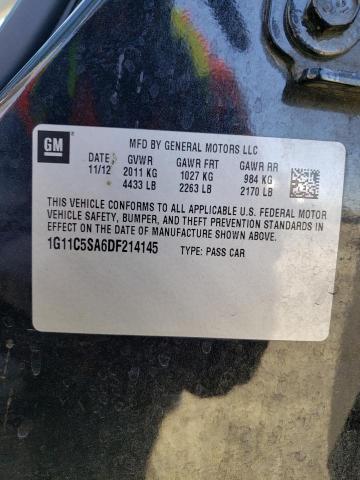 GM
MFD BY GENERAL MOTORS LLC
DATE GVWR GAWR FRT GAWR RR
11/12 2011 KG 1027 KG 984 KG
4433 LB 2263 LB 2170 LB
THIS VEHICLE CONFORMS TO ALL APPLICABLE U.S. FEDERAL MOTOR
VEHICLE SAFETY, BUMPER, AND THEFT PREVENTION STANDARDS IN
EFFECT ON THE DATE OF MANUFACTURE SHOWN ABOVE.
1G11C5SA6DF214145 TYPE: PASS CAR